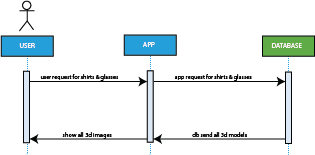 USER
APP
DATABASE
user request for shirts & glasses
app request for shirts & glasses
show all 3d images
db send all 3d models